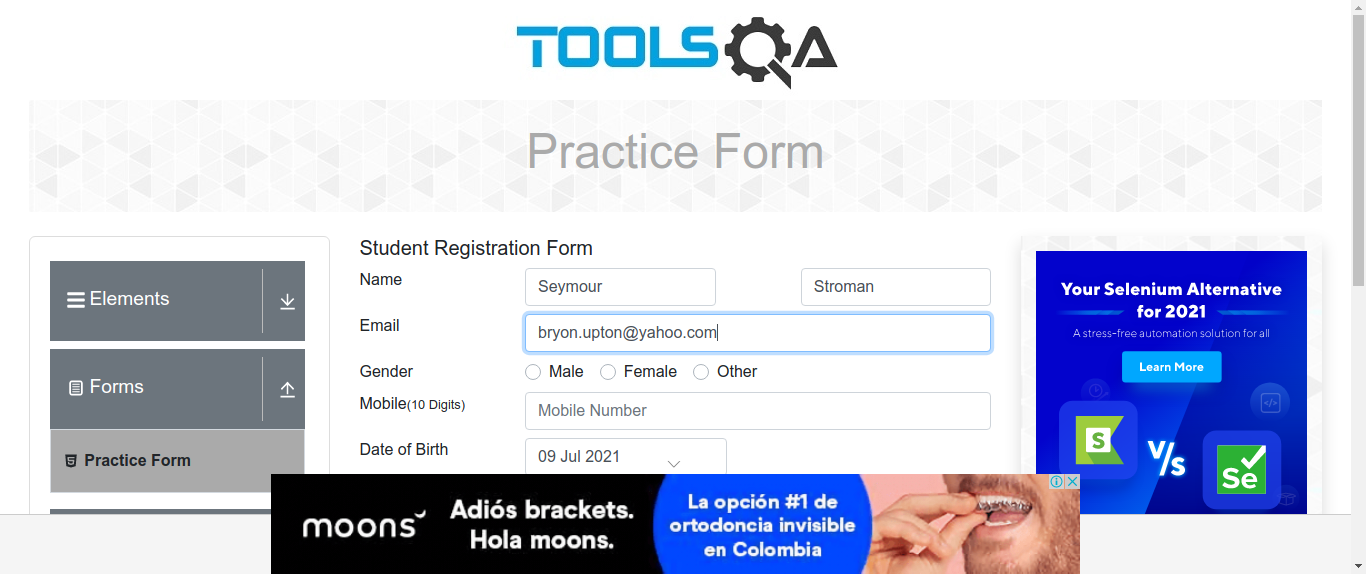 TOOLSQA
Practice Form
Elements
Forms
Practice Form
Student Registration Form
Name
Seymour
Stroman
Email
bryon.upton@yahoo.com
Gender
Male
Female
Other
Mobile(10 Digits)
Mobile Number
Date of Birth
09 Jul 2021
Your Selenium Alternative
for 2021
A stress-free automation solution for all
Learn More
S
V/s
Se
moons
Adiós brackets.
Hola moons.
La opción #1 de
ortodoncia invisible
en Colombia